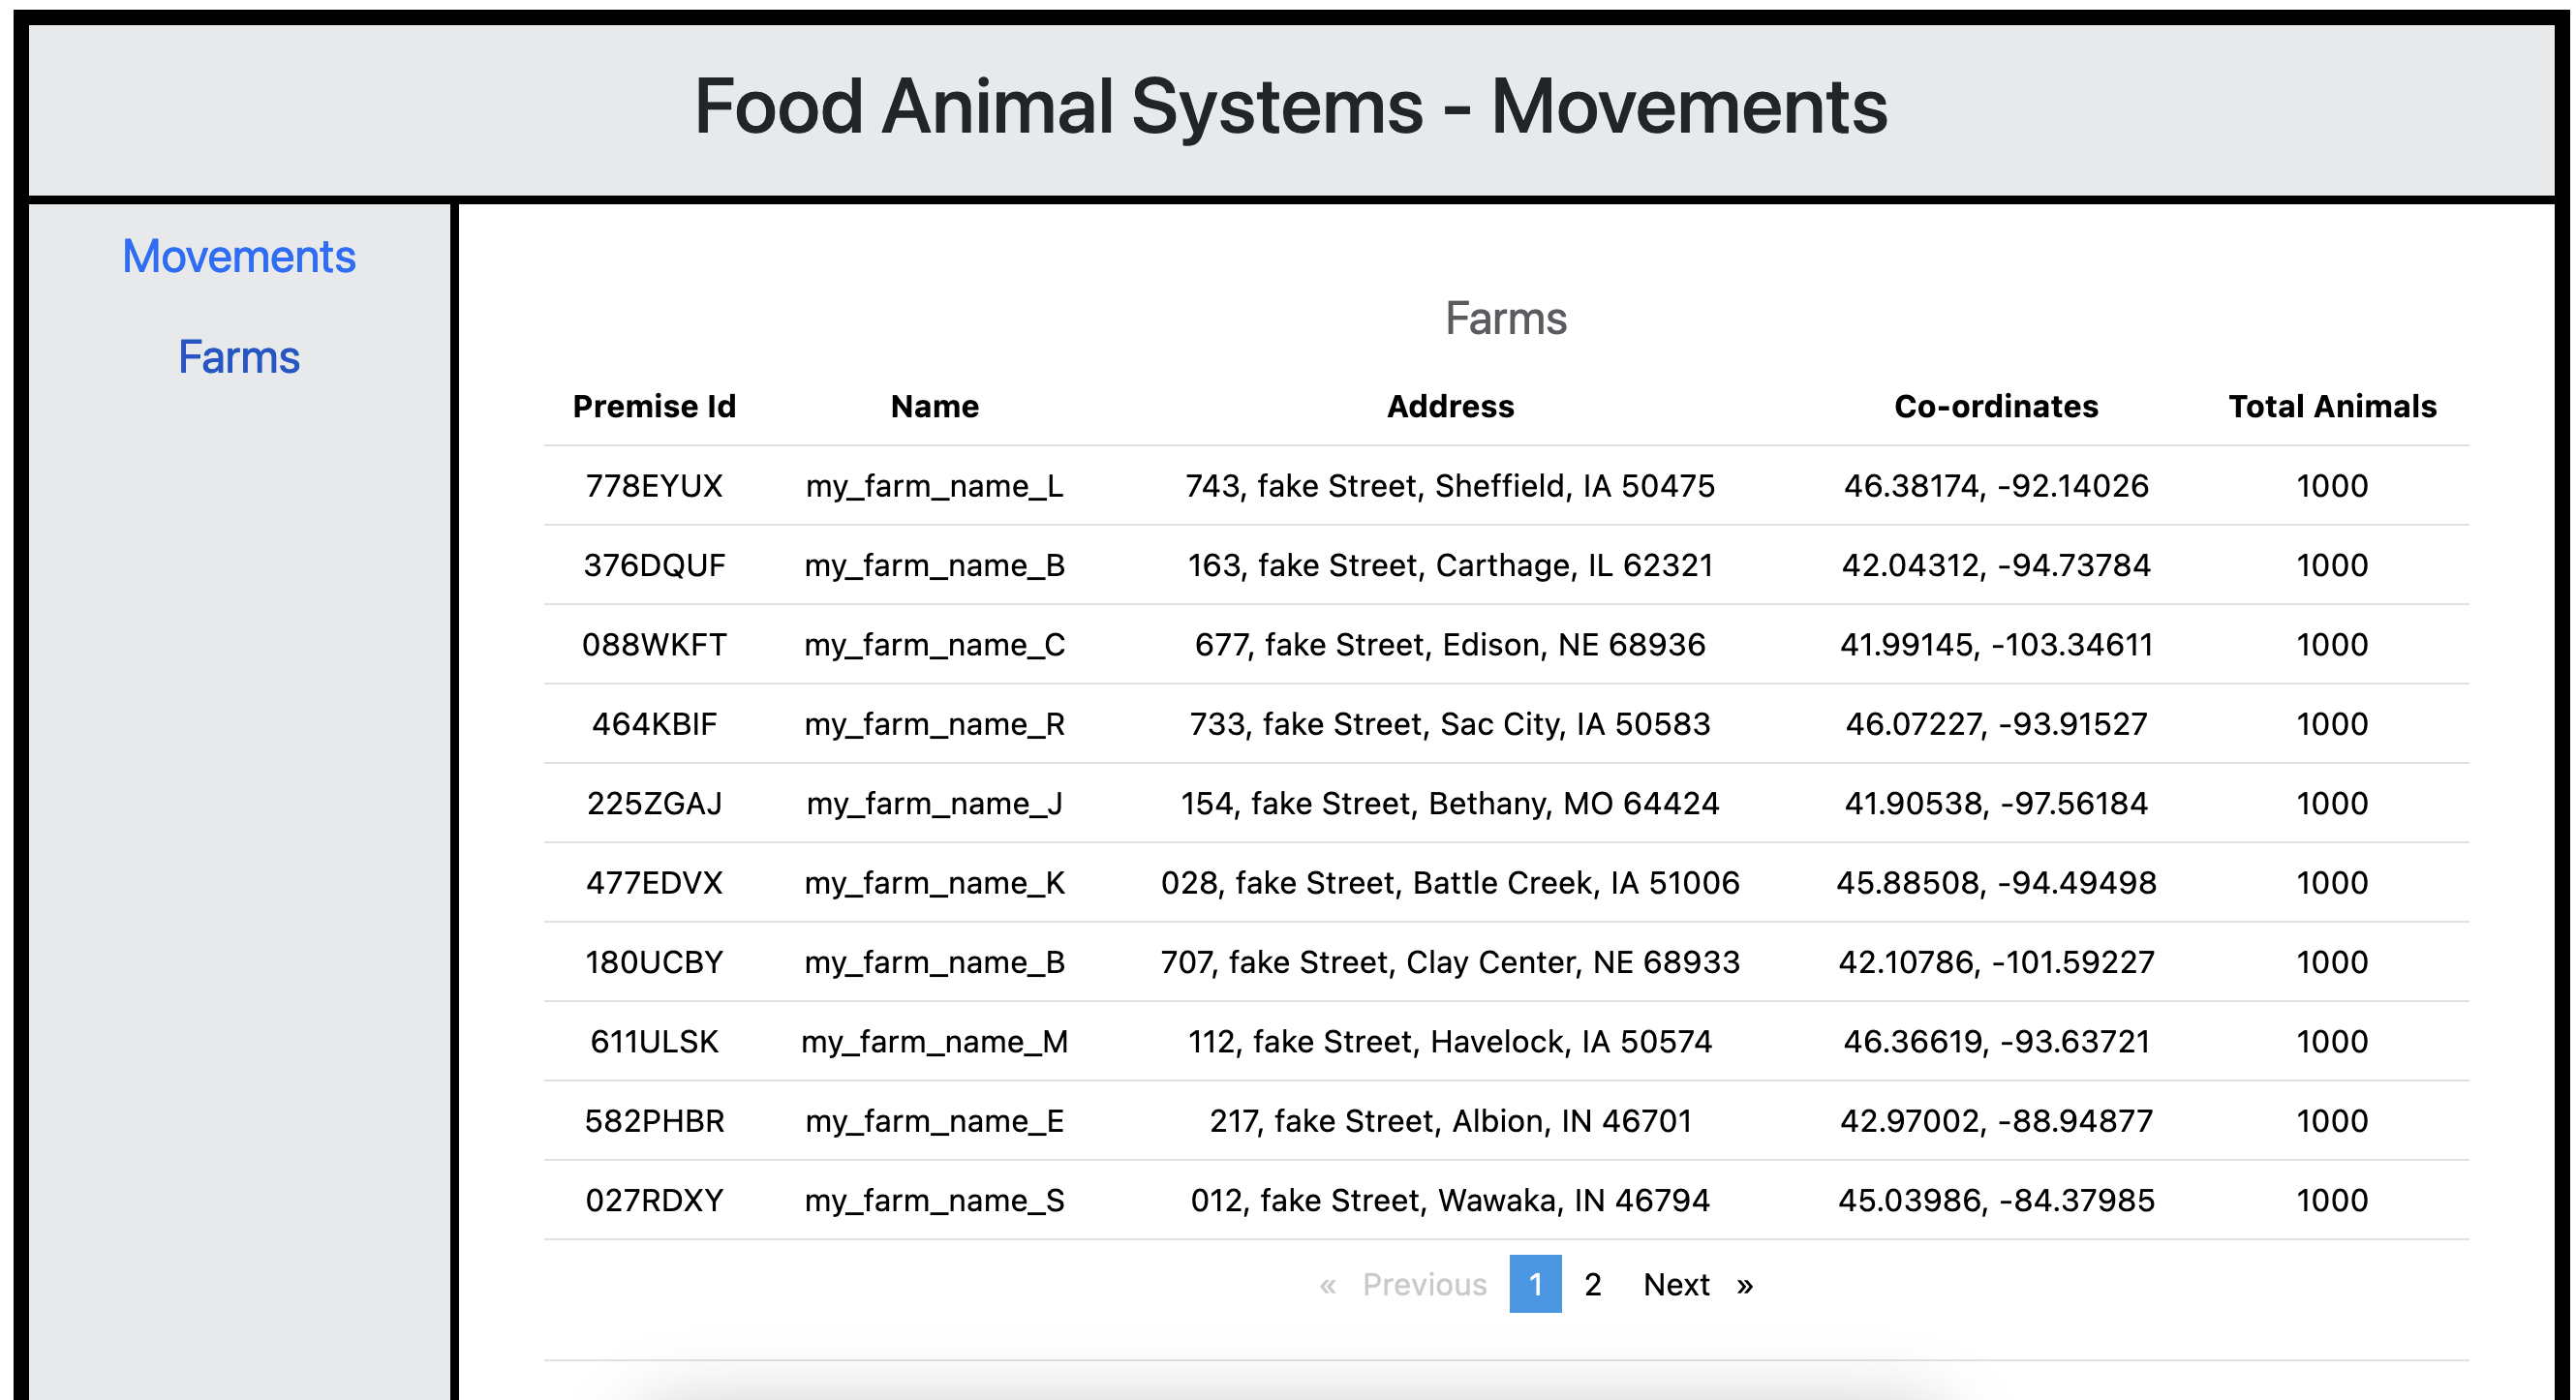 Food Animal Systems - Movements
Movements
Farms
Farms
Premise Id Name Address Co-ordinates Total Animals
778EYUX my_farm_name_L 743, fake Street, Sheffield, IA 50475 46.38174, -92.14026 1000
376DQUF my_farm_name_B 163, fake Street, Carthage, IL 62321 42.04312, -94.73784 1000
088WKFT my_farm_name_C 677, fake Street, Edison, NE 68936 41.99145, -103.34611 1000
464KBIF my_farm_name_R 733, fake Street, Sac City, IA 50583 46.07227, -93.91527 1000
225ZGAJ my_farm_name_J 154, fake Street, Bethany, MO 64424 41.90538, -97.56184 1000
477EDVX my_farm_name_K 028, fake Street, Battle Creek, IA 51006 45.88508, -94.49498 1000
180UCBY my_farm_name_B 707, fake Street, Clay Center, NE 68933 42.10786, -101.59227 1000
611ULSK my_farm_name_M 112, fake Street, Havelock, IA 50574 46.36619, -93.63721 1000
582PHBR my_farm_name_E 217, fake Street, Albion, IN 46701 42.97002, -88.94877 1000
027RDXY my_farm_name_S 012, fake Street, Wawaka, IN 46794 45.03986, -84.37985 1000
« Previous 1 2 Next »